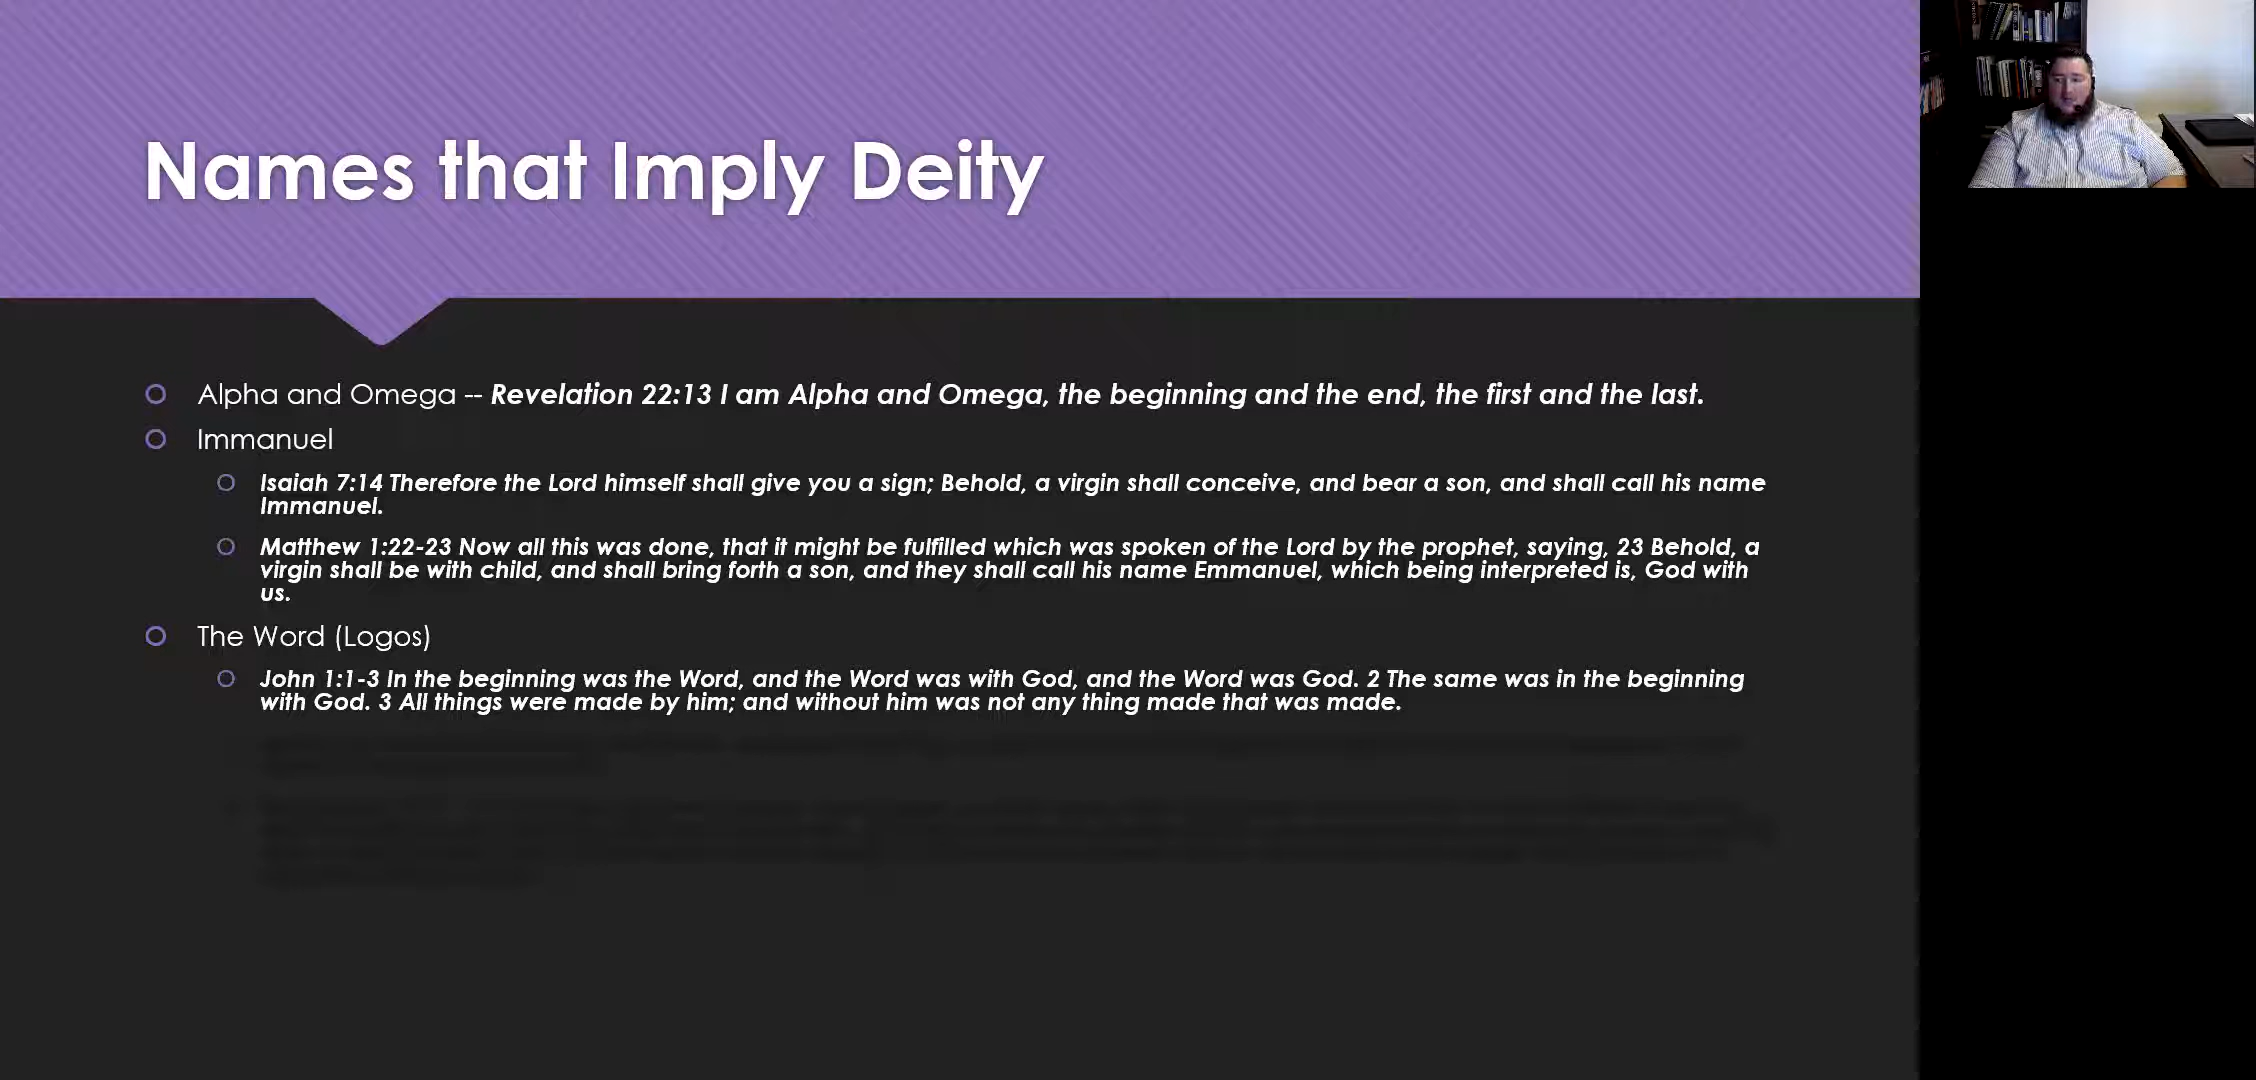 Names that Imply Deity
Alpha and Omega -- Revelation 22:13 I am Alpha and Omega, the beginning and the end, the first and the last.
Immanuel
Isaiah 7:14 Therefore the Lord himself shall give you a sign; Behold, a virgin shall conceive, and bear a son, and shall call his name
Immanuel.
Matthew 1:22-23 Now all this was done, that it might be fulfilled which was spoken of the Lord by the prophet, saying, 23 Behold, a
virgin shall be with child, and shall bring forth a son, and they shall call his name Emmanuel, which being interpreted is, God with
us.
The Word (Logos)
John 1:1-3 In the beginning was the Word, and the Word was with God, and the Word was God. 2 The same was in the beginning
with God. 3 All things were made by him; and without him was not any thing made that was made.